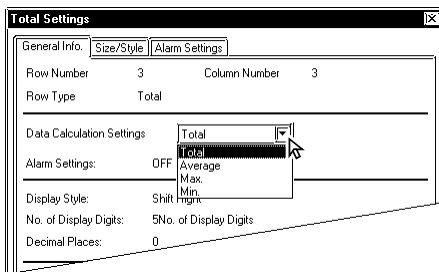 Total Settings
General Info. Size/Style Alarm Settings
Row Number 3 Column Number 3
Row Type Total
Data Calculation Settings Total
Total
Alarm Settings: OFF Average
Max.
Min.
Display Style: Shift Right
No. of Display Digits: 5No. of Display Digits
Decimal Places: 0